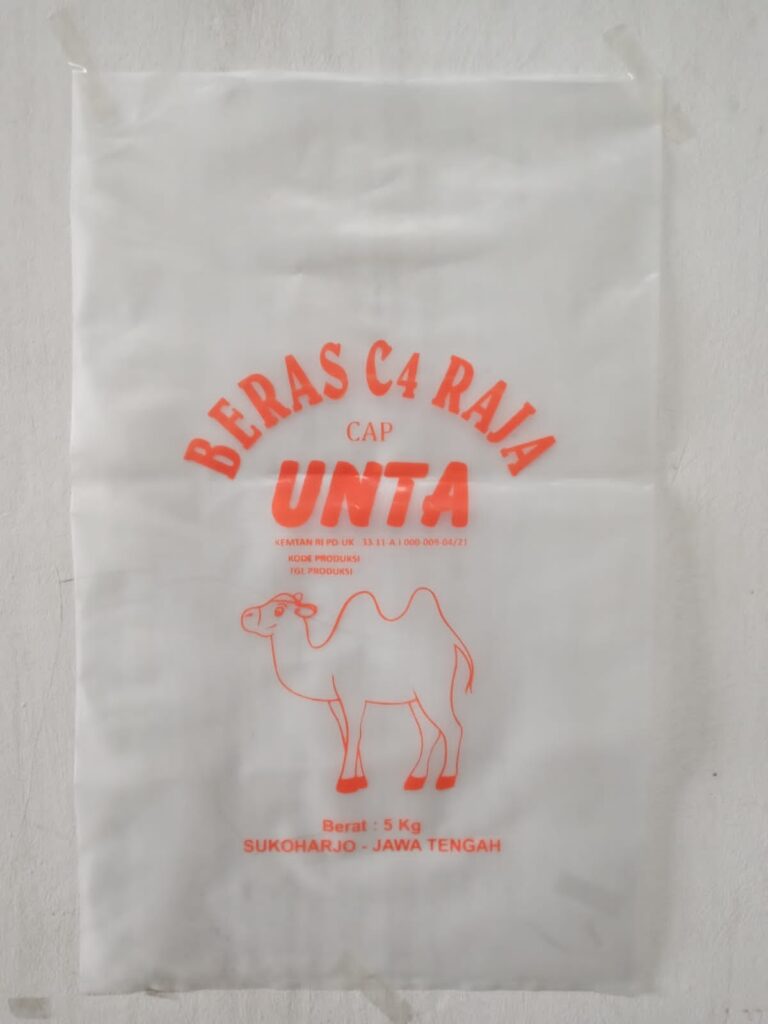 BERAS C4 RAJA
CAP
UNTA
KEMTAN RI PD-UK 33-11-A I 000-009-04/21
KODE PRODUKSI
TGL PRODUKSI
Berat : 5 Kg
SUKOHARJO - JAWA TENGAH